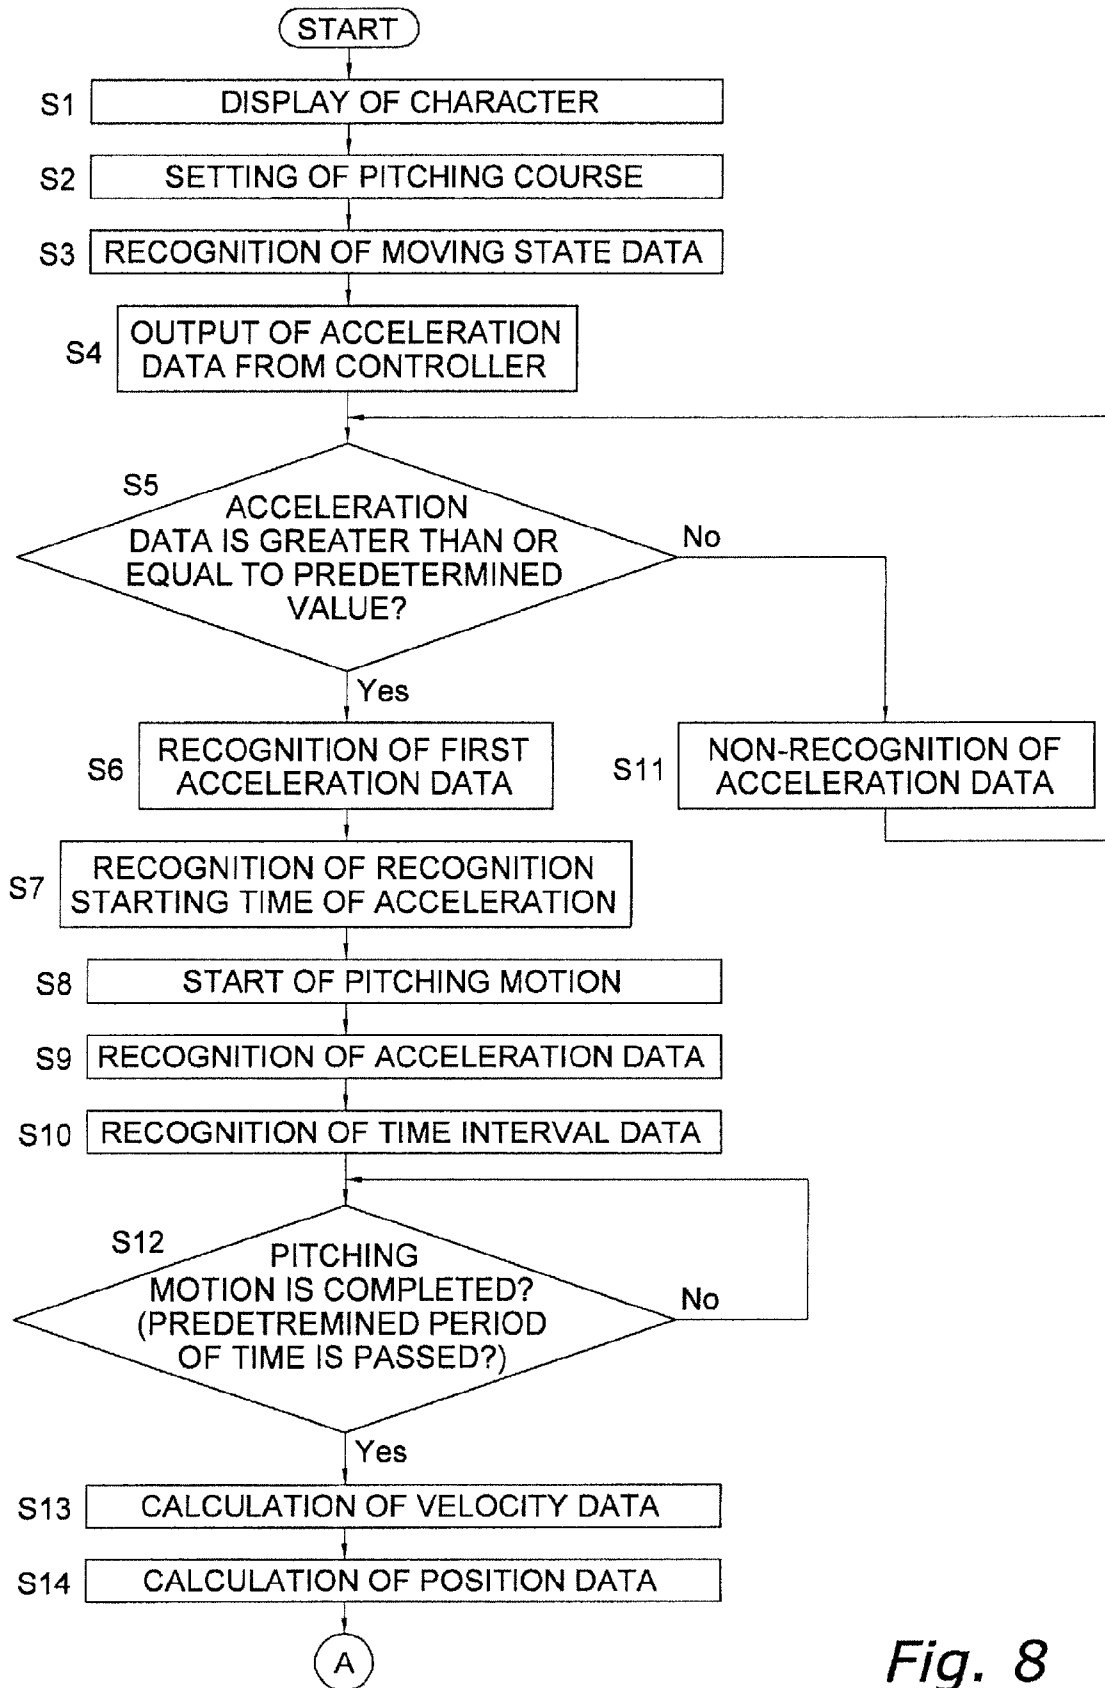 START
S1
DISPLAY OF CHARACTER
S2
SETTING OF PITCHING COURSE
S3
RECOGNITION OF MOVING STATE DATA
S4
OUTPUT OF ACCELERATION
DATA FROM CONTROLLER
S5
ACCELERATION
DATA IS GREATER THAN OR
EQUAL TO PREDETERMINED
VALUE?
No
Yes
S6
RECOGNITION OF FIRST
ACCELERATION DATA
S11
NON-RECOGNITION OF
ACCELERATION DATA
S7
RECOGNITION OF RECOGNITION
STARTING TIME OF ACCELERATION
S8
START OF PITCHING MOTION
S9
RECOGNITION OF ACCELERATION DATA
S10
RECOGNITION OF TIME INTERVAL DATA
S12
PITCHING
MOTION IS COMPLETED?
(PREDETREMINED PERIOD
OF TIME IS PASSED?)
No
Yes
S13
CALCULATION OF VELOCITY DATA
S14
CALCULATION OF POSITION DATA
A
Fig. 8